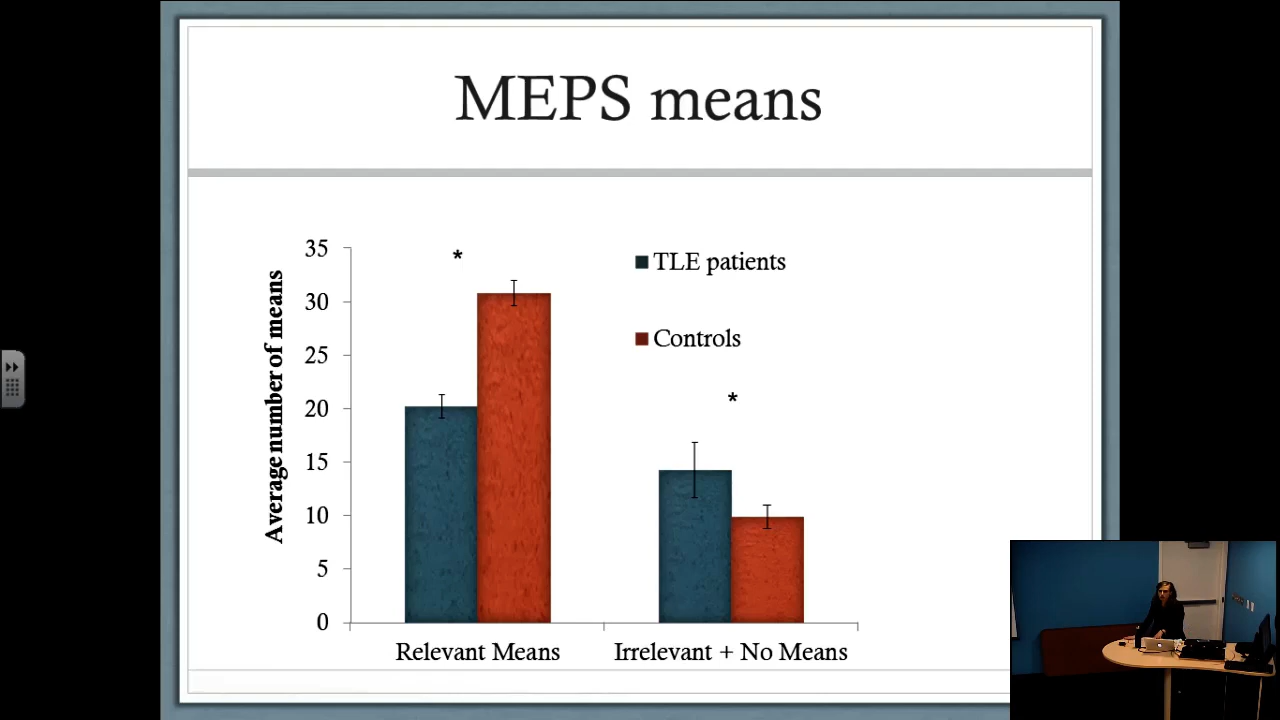 MEPS means
35
30
25
20
15
10
5
0
Average number of means
*
*
TLE patients
Controls
Relevant Means
Irrelevant + No Means